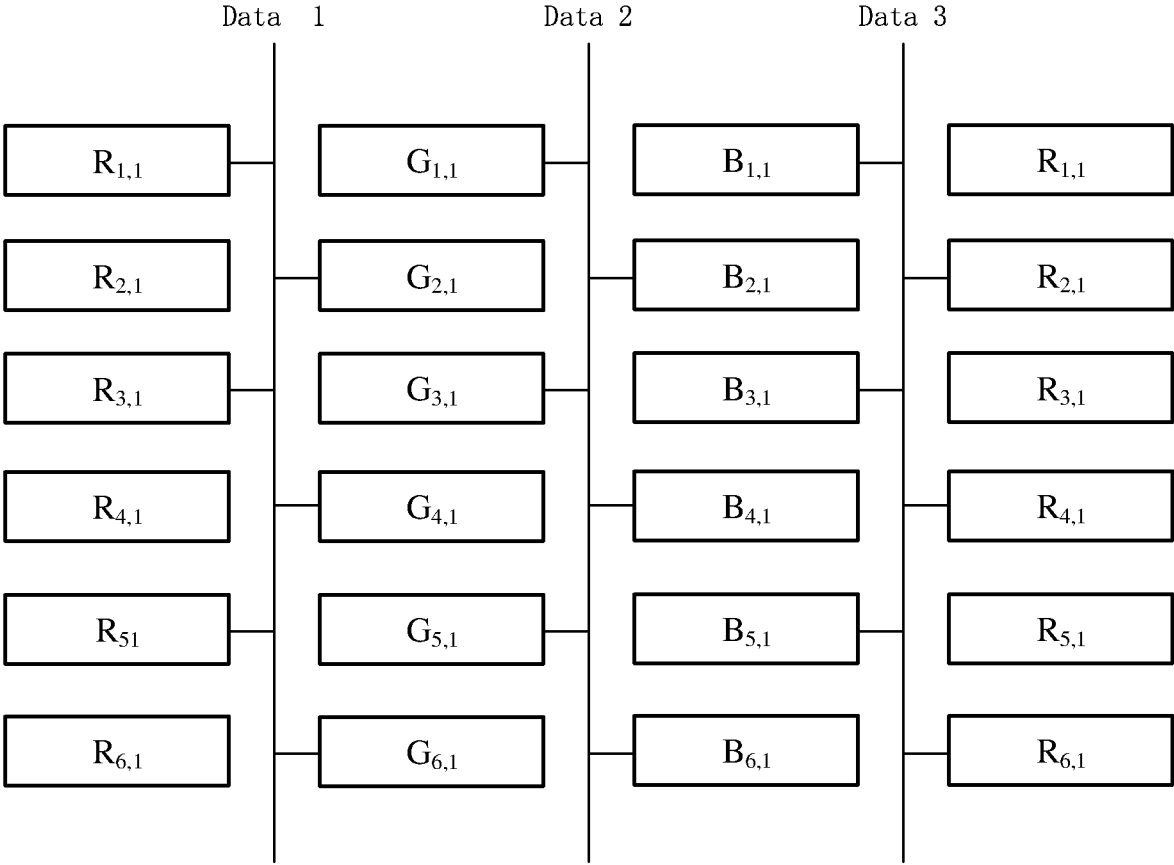 Data 1 Data 2 Data 3
R1,1 G1,1 B1,1 R1,1
R2,1 G2,1 B2,1 R2,1
R3,1 G3,1 B3,1 R3,1
R4,1 G4,1 B4,1 R4,1
R51 G5,1 B5,1 R5,1
R6,1 G6,1 B6,1 R6,1